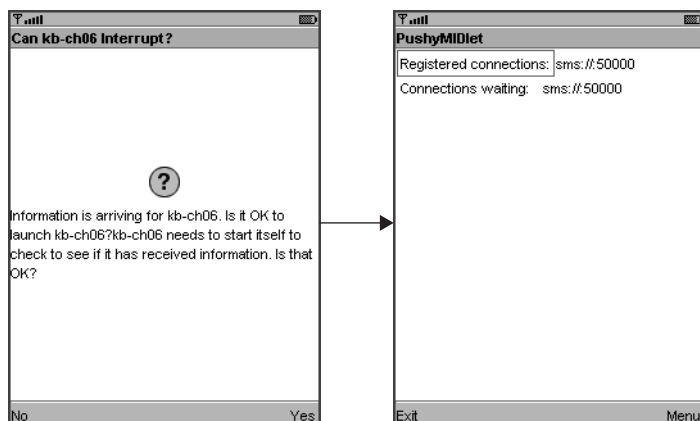 Can kb-ch06 Interrupt?
?
Information is arriving for kb-ch06. Is it OK to
launch kb-ch06?kb-ch06 needs to start itself to
check to see if it has received information. Is that
OK?
No Yes
PushyMIDlet
Registered connections: sms://:50000
Connections waiting: sms://:50000
Exit Menu